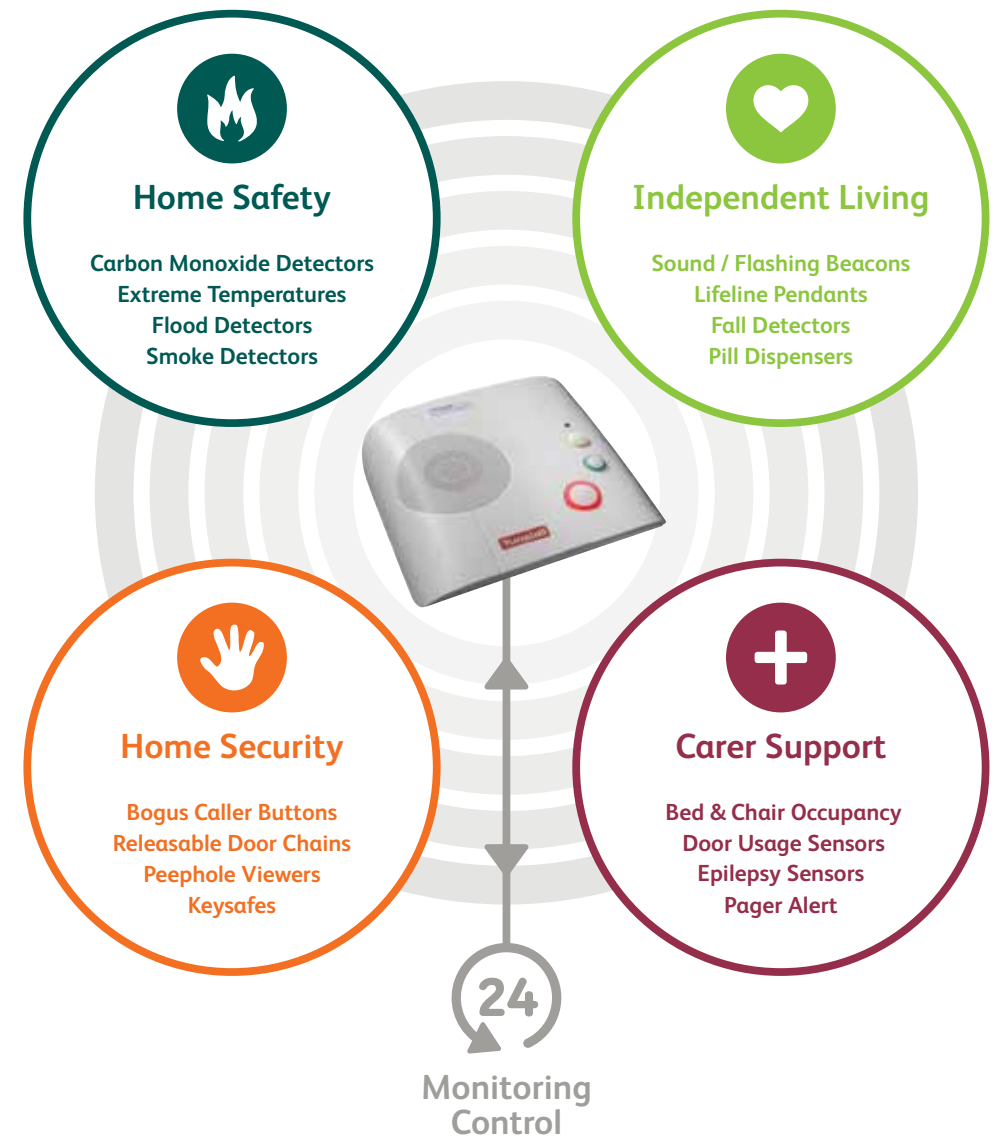 Home Safety
Carbon Monoxide Detectors
Extreme Temperatures
Flood Detectors
Smoke Detectors
Independent Living
Sound / Flashing Beacons
Lifeline Pendants
Fall Detectors
Pill Dispensers
Home Security
Bogus Caller Buttons
Releasable Door Chains
Peephole Viewers
Keysafes
Carer Support
Bed & Chair Occupancy
Door Usage Sensors
Epilepsy Sensors
Pager Alert
24
Monitoring
Control